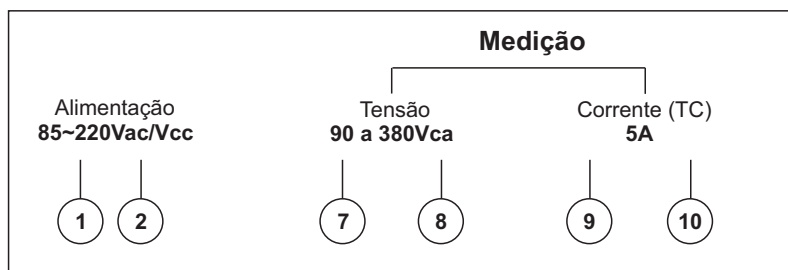 Medição
Alimentação
85~220Vac/Vcc
Tensão
90 a 380Vca
Corrente (TC)
5A
1 2 7 8 9 10